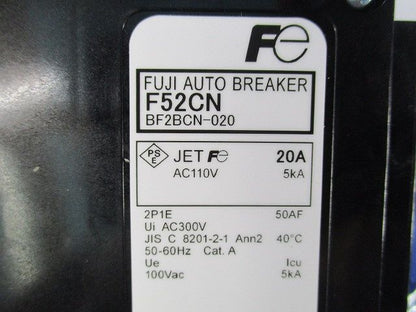 Fe
FUJI AUTO BREAKER
F52CN
BF2BCN-020
PS E JET Fe 20A
AC110V 5kA
2P1E 50AF
Ui AC300V
JIS C 8201-2-1 Ann2 40°C
50-60Hz Cat. A
Ue Icu
100Vac 5kA